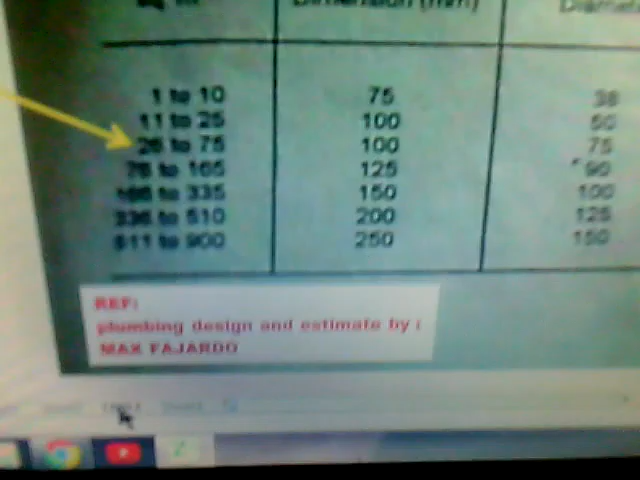 Dimension (mm)
1 to 10 75 38
11 to 25 100 50
26 to 75 100 75
76 to 165 125 90
166 to 335 150 100
336 to 510 200 125
511 to 900 250 150
REF:
plumbing design and estimate by :
MAX FAJARDO